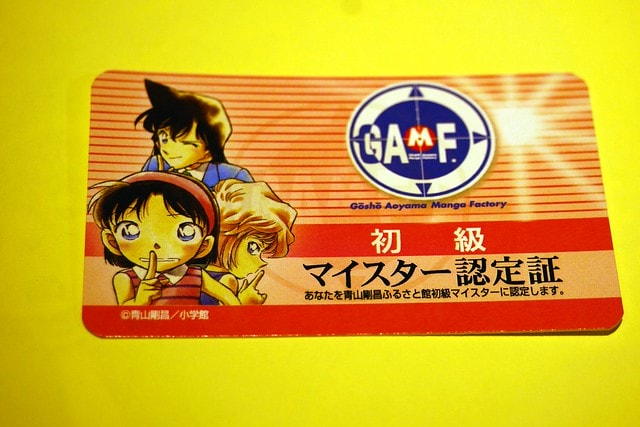 GAMF.
Gosho Aoyama Manga Factory
初級
マイスター認定証
あなたを青山剛昌ふるさと館初級マイスターに認定します。
©青山剛昌/小学館